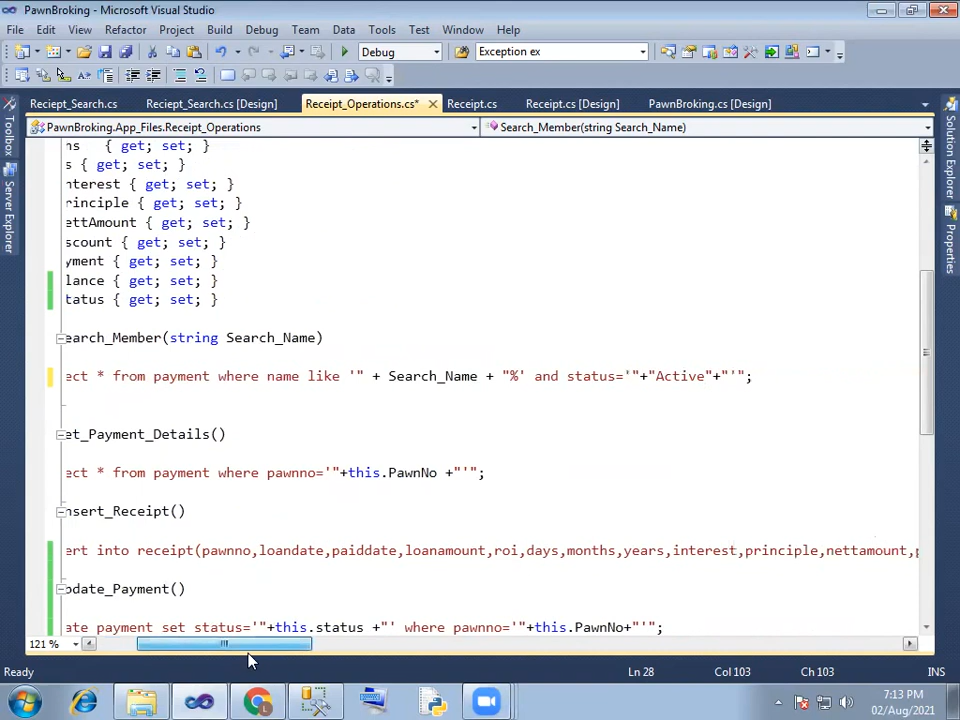 PawnBroking - Microsoft Visual Studio
File Edit View Refactor Project Build Debug Team Data Tools Test Window Help
Debug Exception ex
Reciept_Search.cs Reciept_Search.cs [Design] Receipt_Operations.cs* Receipt.cs Receipt.cs [Design] PawnBroking.cs [Design]
PawnBroking.App_Files.Receipt_Operations Search_Member(string Search_Name)
Toolbox
Server Explorer
Solution Explorer
Properties
ns { get; set; }
s { get; set; }
nterest { get; set; }
rinciple { get; set; }
ettAmount { get; set; }
scount { get; set; }
yment { get; set; }
lance { get; set; }
tatus { get; set; }
earch_Member(string Search_Name)
ect * from payment where name like '" + Search_Name + "%' and status='"+"Active"+"'";
et_Payment_Details()
ect * from payment where pawnno='"+this.PawnNo +"'";
nsert_Receipt()
ert into receipt(pawnno,loandate,paiddate,loanamount,roi,days,months,years,interest,principle,nettamount,p
pdate_Payment()
ate payment set status='"+this.status +"' where pawnno='"+this.PawnNo+"'";
121 %
Ready Ln 28 Col 103 Ch 103 INS
7:13 PM
02/Aug/2021